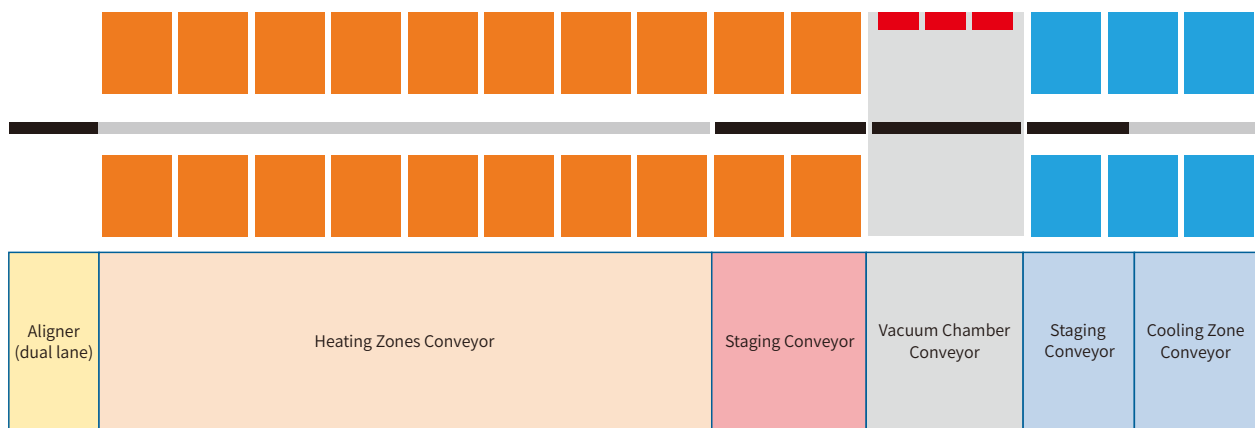 Aligner
(dual lane)
Heating Zones Conveyor
Staging Conveyor
Vacuum Chamber
Conveyor
Staging
Conveyor
Cooling Zone
Conveyor